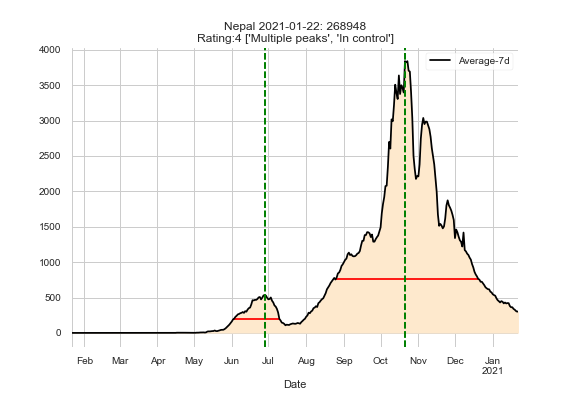 Nepal 2021-01-22: 268948
Rating:4 ['Multiple peaks', 'In control']
4000
3500
3000
2500
2000
1500
1000
500
0
Average-7d
Feb Mar Apr May Jun Jul Aug Sep Oct Nov Dec Jan
2021
Date